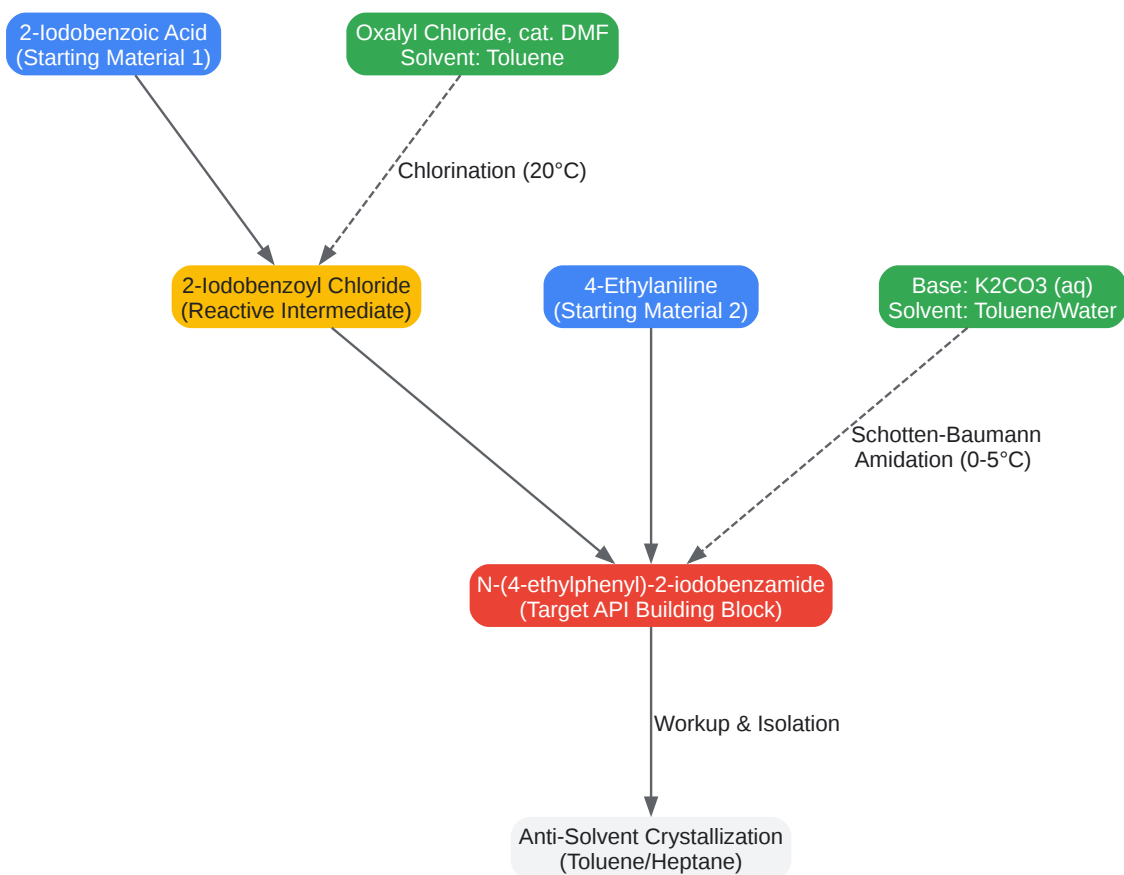 2-Iodobenzoic Acid
(Starting Material 1)
Oxalyl Chloride, cat. DMF
Solvent: Toluene
Chlorination (20°C)
2-Iodobenzoyl Chloride
(Reactive Intermediate)
4-Ethylaniline
(Starting Material 2)
Base: K2CO3 (aq)
Solvent: Toluene/Water
Schotten-Baumann
Amidation (0-5°C)
N-(4-ethylphenyl)-2-iodobenzamide
(Target API Building Block)
Workup & Isolation
Anti-Solvent Crystallization
(Toluene/Heptane)